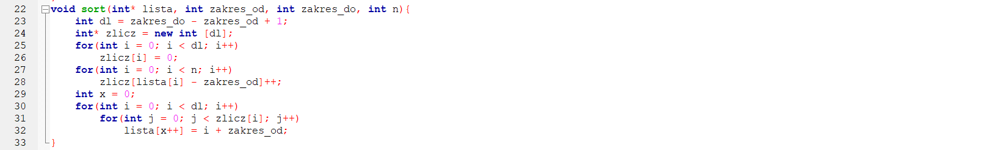 22 void sort(int* lista, int zakres_od, int zakres_do, int n){
23     int dl = zakres_do - zakres_od + 1;
24     int* zlicz = new int [dl];
25     for(int i = 0; i < dl; i++)
26         zlicz[i] = 0;
27     for(int i = 0; i < n; i++)
28         zlicz[lista[i] - zakres_od]++;
29     int x = 0;
30     for(int i = 0; i < dl; i++)
31         for(int j = 0; j < zlicz[i]; j++)
32             lista[x++] = i + zakres_od;
33 }